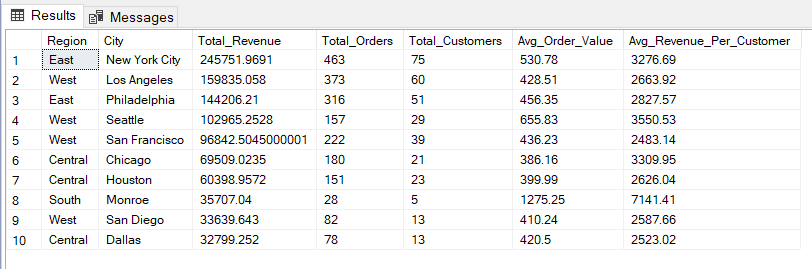 Results Messages
Region City Total_Revenue Total_Orders Total_Customers Avg_Order_Value Avg_Revenue_Per_Customer
1 East New York City 245751.9691 463 75 530.78 3276.69
2 West Los Angeles 159835.058 373 60 428.51 2663.92
3 East Philadelphia 144206.21 316 51 456.35 2827.57
4 West Seattle 102965.2528 157 29 655.83 3550.53
5 West San Francisco 96842.5045000001 222 39 436.23 2483.14
6 Central Chicago 69509.0235 180 21 386.16 3309.95
7 Central Houston 60398.9572 151 23 399.99 2626.04
8 South Monroe 35707.04 28 5 1275.25 7141.41
9 West San Diego 33639.643 82 13 410.24 2587.66
10 Central Dallas 32799.252 78 13 420.5 2523.02